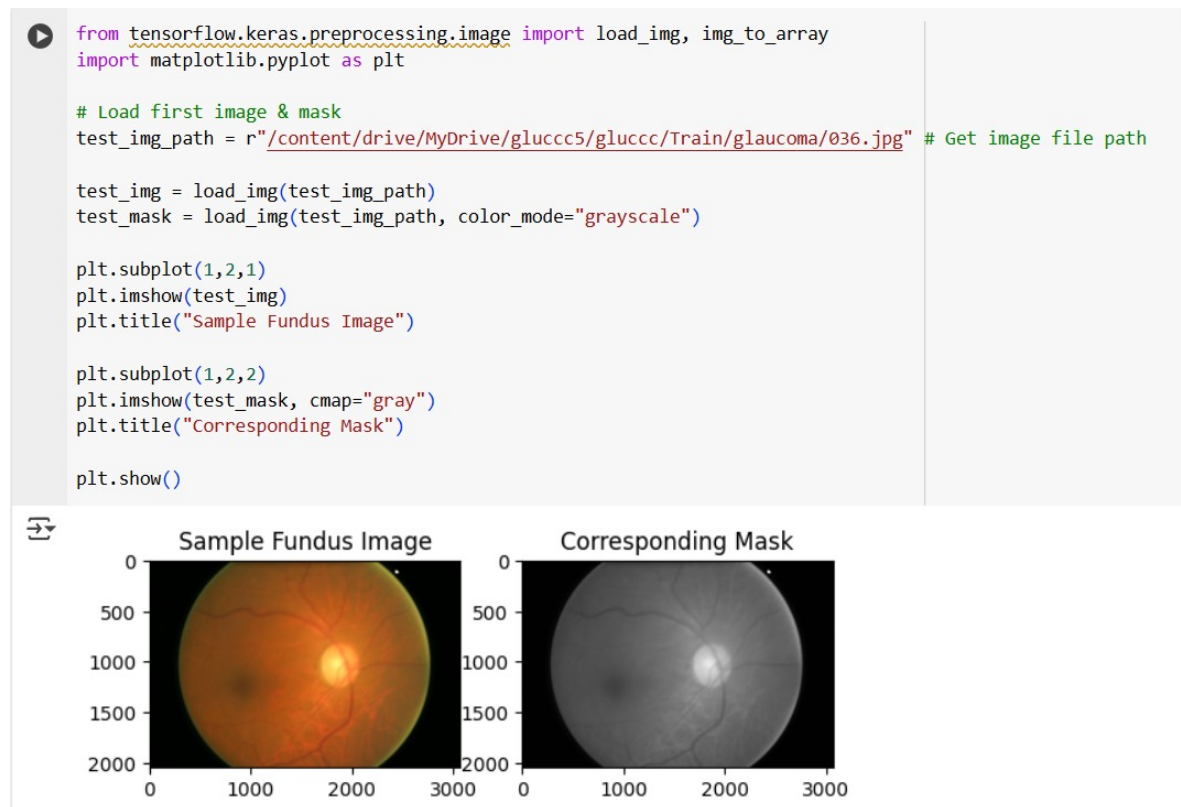 from tensorflow.keras.preprocessing.image import load_img, img_to_array
import matplotlib.pyplot as plt
# Load first image & mask
test_img_path = r"/content/drive/MyDrive/gluccc5/gluccc/Train/glaucoma/036.jpg" # Get image file path
test_img = load_img(test_img_path)
test_mask = load_img(test_img_path, color_mode="grayscale")
plt.subplot(1,2,1)
plt.imshow(test_img)
plt.title("Sample Fundus Image")
plt.subplot(1,2,2)
plt.imshow(test_mask, cmap="gray")
plt.title("Corresponding Mask")
plt.show()
Sample Fundus Image
0
500
1000
1500
2000
0 1000 2000 3000
Corresponding Mask
0
500
1000
1500
2000
0 1000 2000 3000